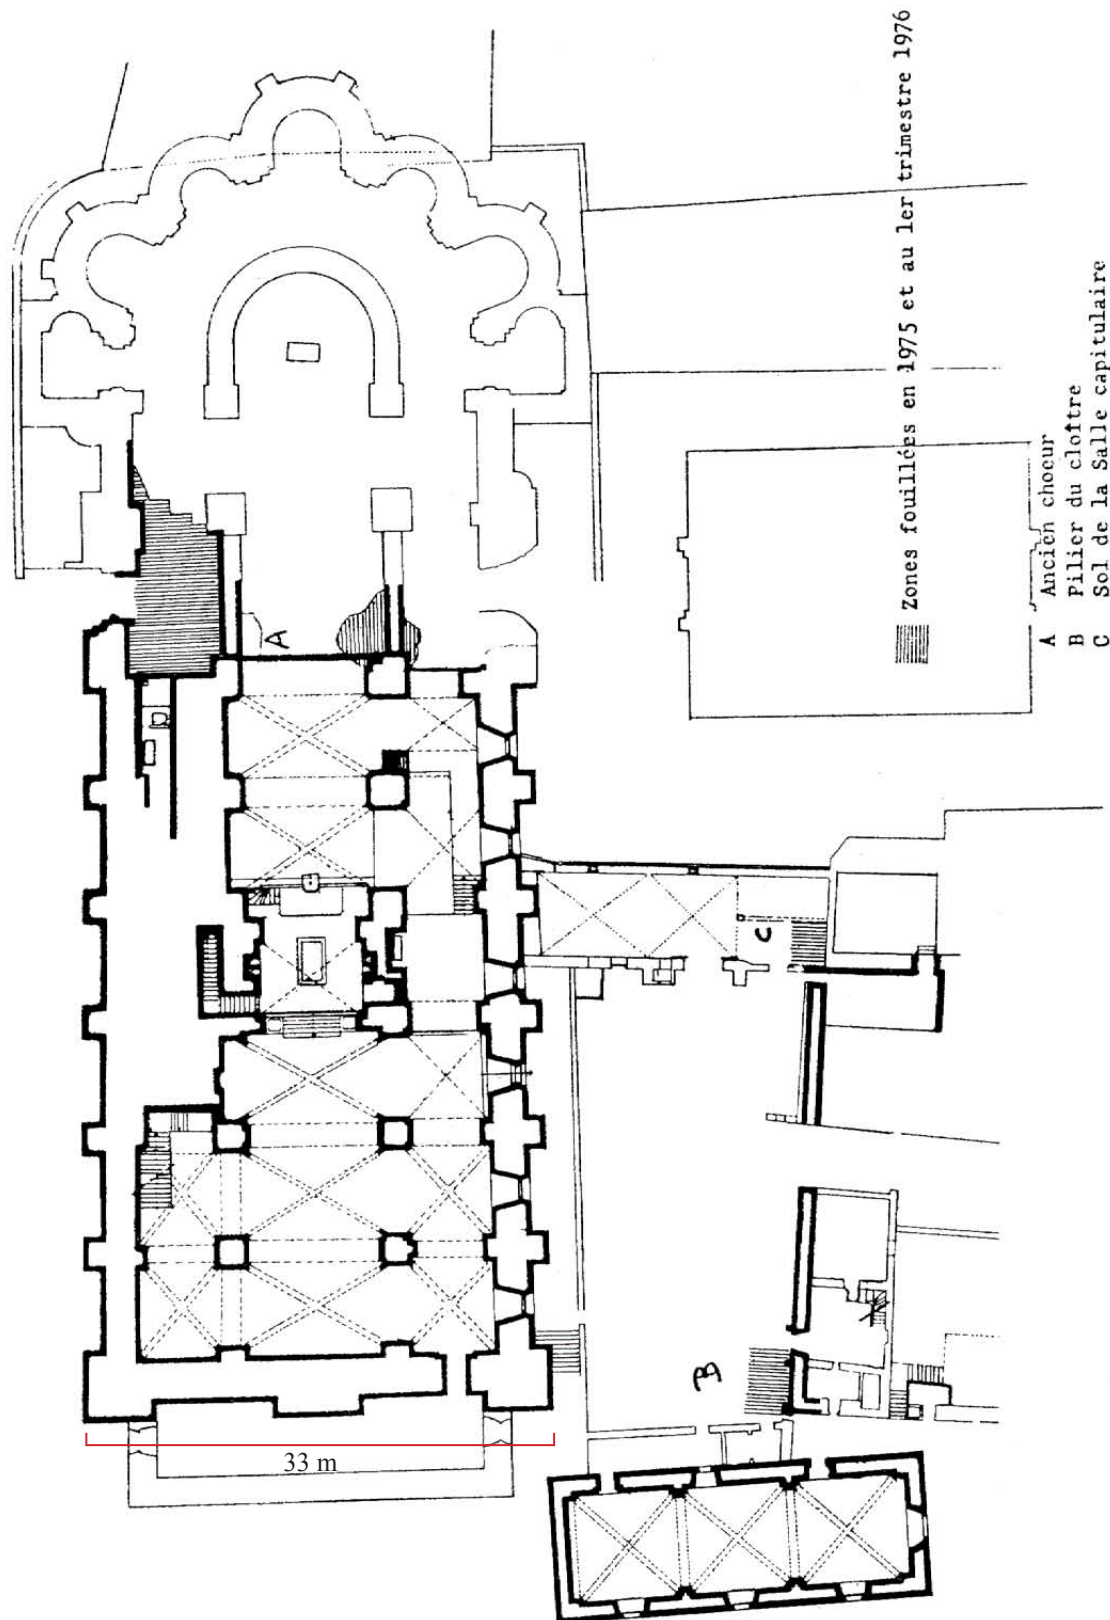 Zones fouillées en 1975 et au 1er trimestre 1976
A Ancien choeur
B Pilier du cloître
C Sol de la Salle capitulaire
A
B
C
33 m